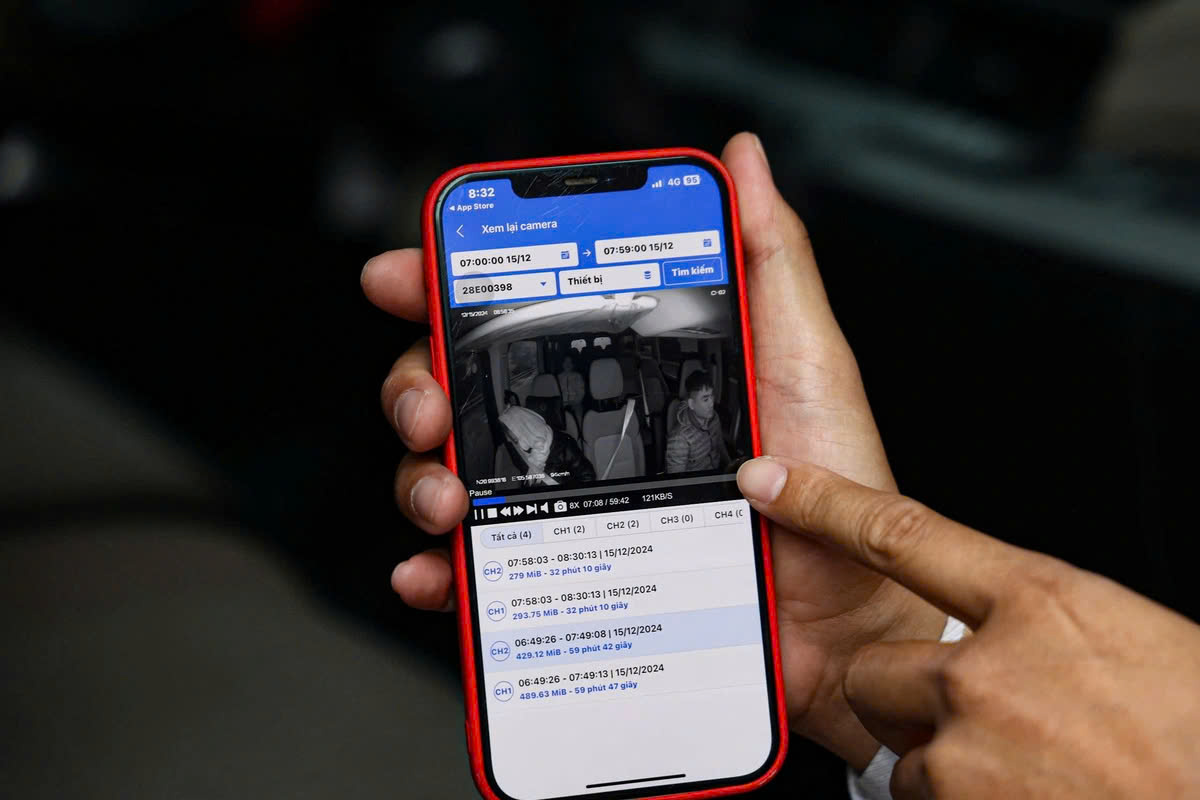 8:32
4G 95
◀ App Store
Xem lại camera
07:00:00 15/12 → 07:59:00 15/12
28E00398 Thiết bị Tìm kiếm
Pause
8X 07:08 / 59:42 121KB/S
Tất cả (4) CH1 (2) CH2 (2) CH3 (0) CH4 (
CH2 07:58:03 - 08:30:13 | 15/12/2024
279 MiB - 32 phút 10 giây
CH1 07:58:03 - 08:30:13 | 15/12/2024
293.75 MiB - 32 phút 10 giây
CH2 06:49:26 - 07:49:08 | 15/12/2024
429.12 MiB - 59 phút 42 giây
CH1 06:49:26 - 07:49:13 | 15/12/2024
489.63 MiB - 59 phút 47 giây